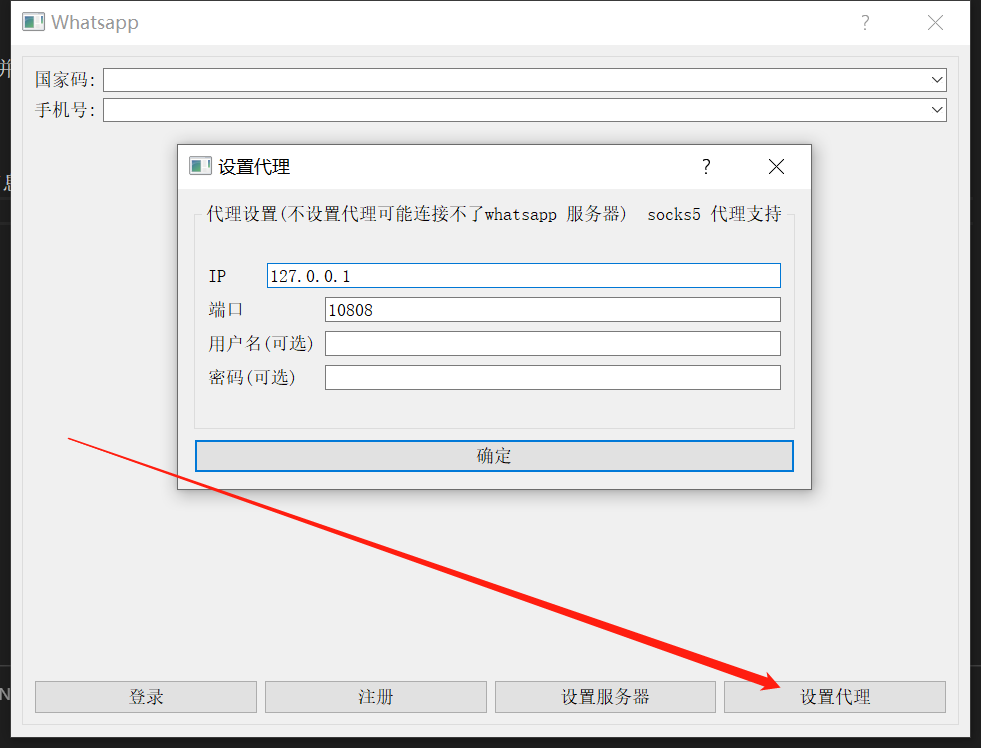 Whatsapp
国家码:
手机号:
设置代理
代理设置(不设置代理可能连接不了whatsapp 服务器) socks5 代理支持
IP 127.0.0.1
端口 10808
用户名(可选)
密码(可选)
确定
登录 注册 设置服务器 设置代理